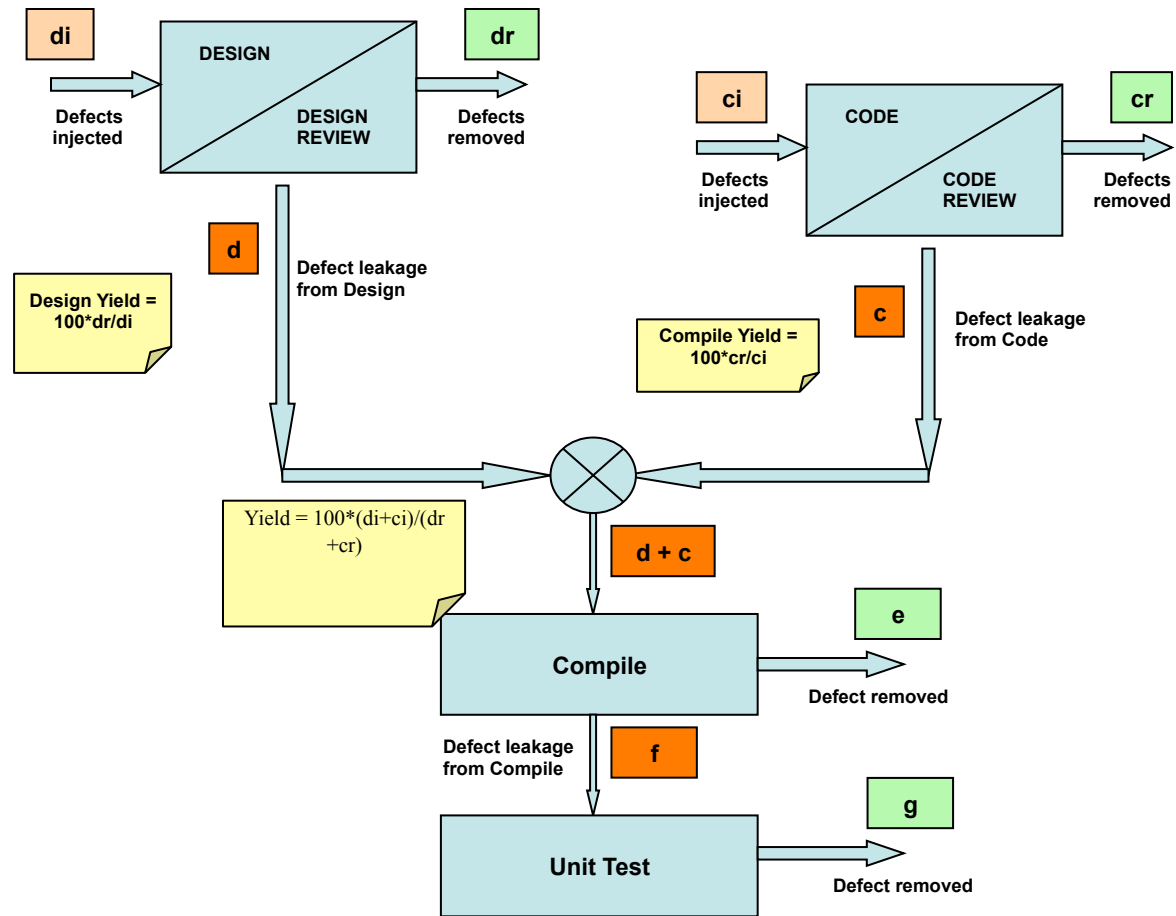 di
dr
DESIGN
DESIGN
REVIEW
Defects
injected
Defects
removed
ci
cr
CODE
CODE
REVIEW
Defects
injected
Defects
removed
d
Defect leakage
from Design
Design Yield =
100*dr/di
c
Defect leakage
from Code
Compile Yield =
100*cr/ci
Yield = 100*(di+ci)/(dr
+cr)
d + c
Compile
e
Defect removed
Defect leakage
from Compile
f
Unit Test
g
Defect removed